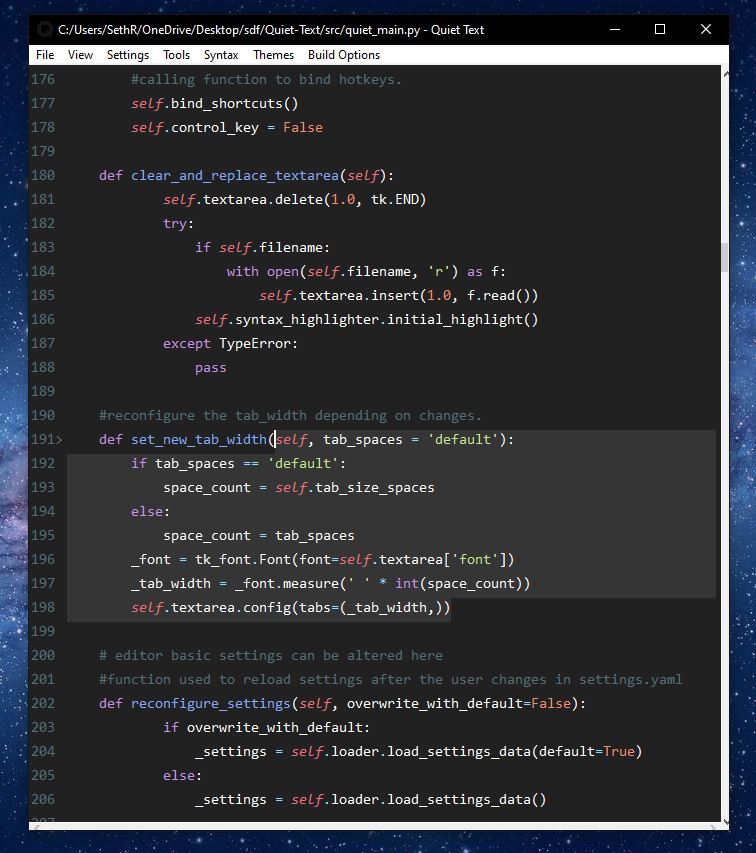 C:/Users/SethR/OneDrive/Desktop/sdf/Quiet-Text/src/quiet_main.py - Quiet Text
File View Settings Tools Syntax Themes Build Options
176 #calling function to bind hotkeys.
177 self.bind_shortcuts()
178 self.control_key = False
179
180 def clear_and_replace_textarea(self):
181 self.textarea.delete(1.0, tk.END)
182 try:
183 if self.filename:
184 with open(self.filename, 'r') as f:
185 self.textarea.insert(1.0, f.read())
186 self.syntax_highlighter.initial_highlight()
187 except TypeError:
188 pass
189
190 #reconfigure the tab_width depending on changes.
191> def set_new_tab_width(self, tab_spaces = 'default'):
192 if tab_spaces == 'default':
193 space_count = self.tab_size_spaces
194 else:
195 space_count = tab_spaces
196 _font = tk_font.Font(font=self.textarea['font'])
197 _tab_width = _font.measure(' ' * int(space_count))
198 self.textarea.config(tabs=(_tab_width,))
199
200 # editor basic settings can be altered here
201 #function used to reload settings after the user changes in settings.yaml
202 def reconfigure_settings(self, overwrite_with_default=False):
203 if overwrite_with_default:
204 _settings = self.loader.load_settings_data(default=True)
205 else:
206 _settings = self.loader.load_settings_data()
207